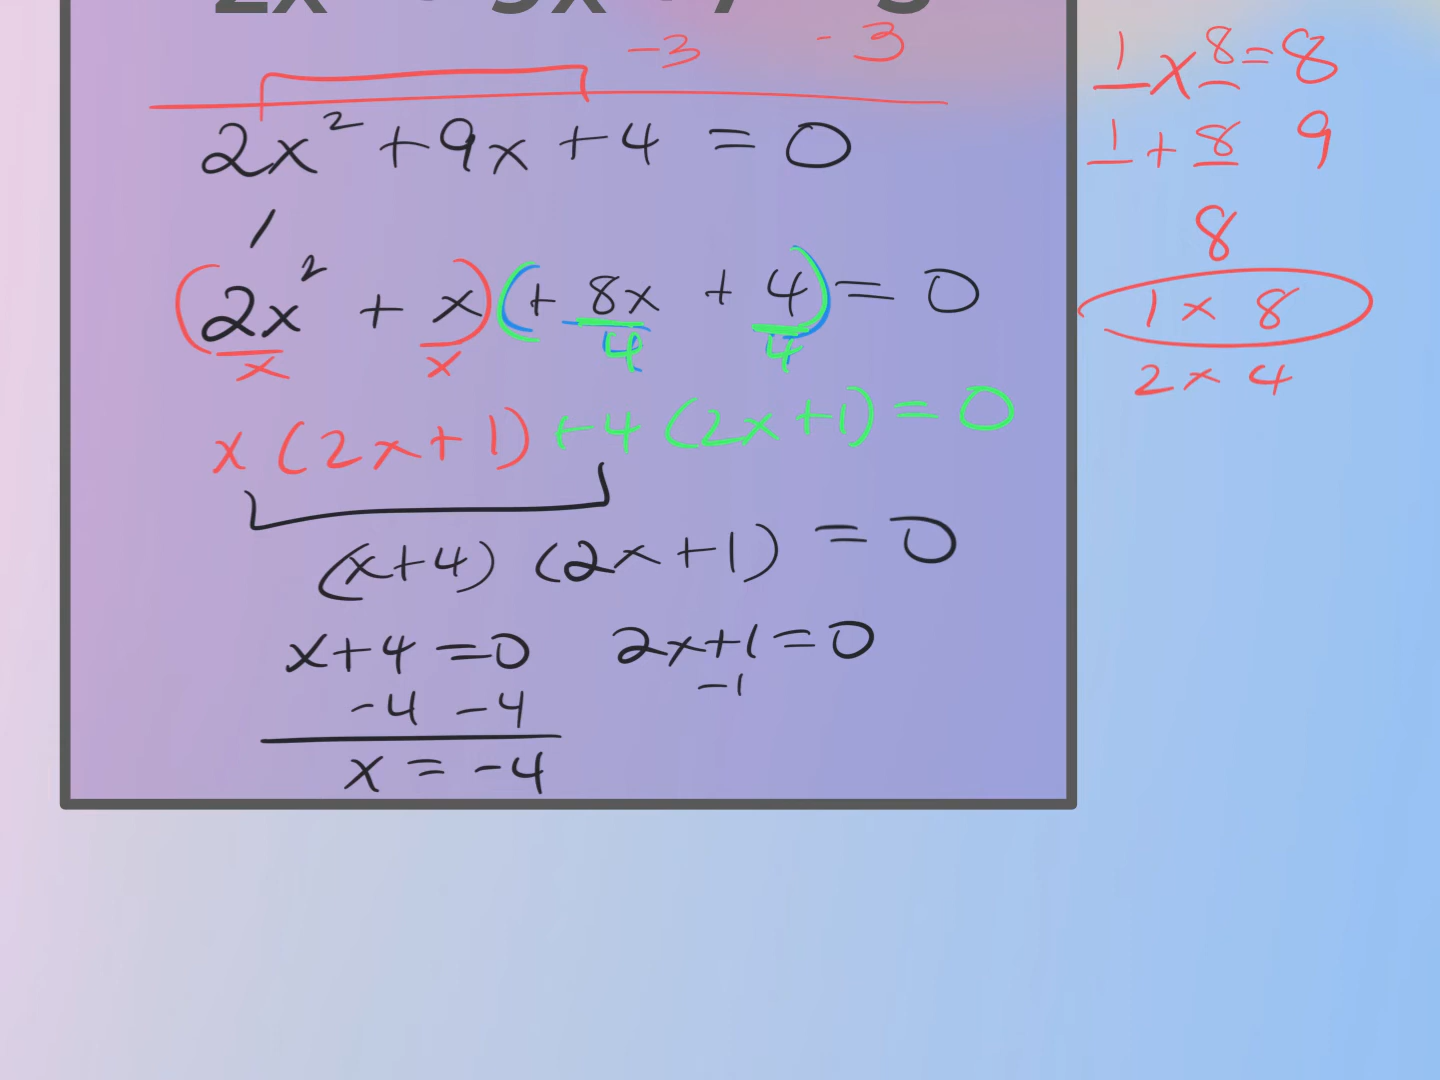 -3 -3
2x² +9x +4 = 0
(2x² + x)(+ 8x + 4) = 0
x x 4 4
x (2x+1) +4 (2x+1) = 0
(x+4) (2x+1) = 0
x+4 =0 2x+1=0
-4 -4 -1
x = -4
1 x 8 = 8
1 + 8 9
8
1 x 8
2 x 4